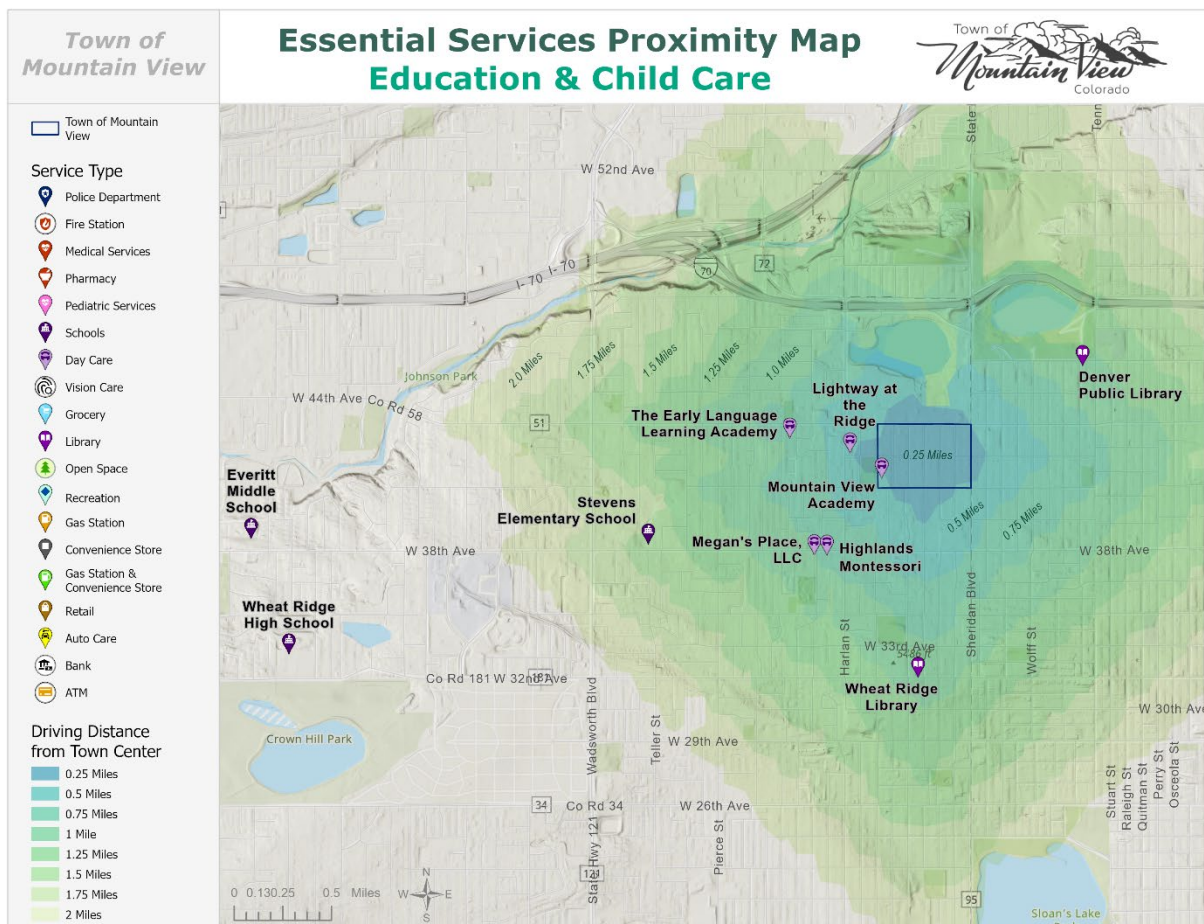 Town of
Mountain View
Essential Services Proximity Map
Education & Child Care
Town of
Mountain View
Colorado
Town of Mountain
View
Service Type
Police Department
Fire Station
Medical Services
Pharmacy
Pediatric Services
Schools
Day Care
Vision Care
Grocery
Library
Open Space
Recreation
Gas Station
Convenience Store
Gas Station &
Convenience Store
Retail
Auto Care
Bank
ATM
Driving Distance
from Town Center
0.25 Miles
0.5 Miles
0.75 Miles
1 Mile
1.25 Miles
1.5 Miles
1.75 Miles
2 Miles
State
Tenn
W 52nd Ave
I-70
I-70
70
72
2.0 Miles
1.75 Miles
1.5 Miles
1.25 Miles
1.0 Miles
Johnson Park
W 44th Ave
Co Rd 58
51
Denver
Public Library
Lightway at
the
Ridge
The Early Language
Learning Academy
0.25 Miles
Mountain View
Academy
Everitt
Middle
School
Stevens
Elementary School
0.5 Miles
0.75 Miles
W 38th Ave
Megan's Place,
LLC
Highlands
Montessori
W 38th Ave
Wheat Ridge
High School
Harlan St
W 33rd Ave
5486 ft
Sheridan Blvd
Wolff St
Wheat Ridge
Library
Co Rd 181
181
W 32nd Ave
Wadsworth Blvd
Teller St
W 30th Ave
Crown Hill Park
W 29th Ave
34
Co Rd 34
W 26th Ave
State Hwy 121
Pierce St
Stuart St
Raleigh St
Quitman St
Perry St
Osceola St
121
95
Sloan's Lake
N
W
E
S
0 0.130.25 0.5 Miles